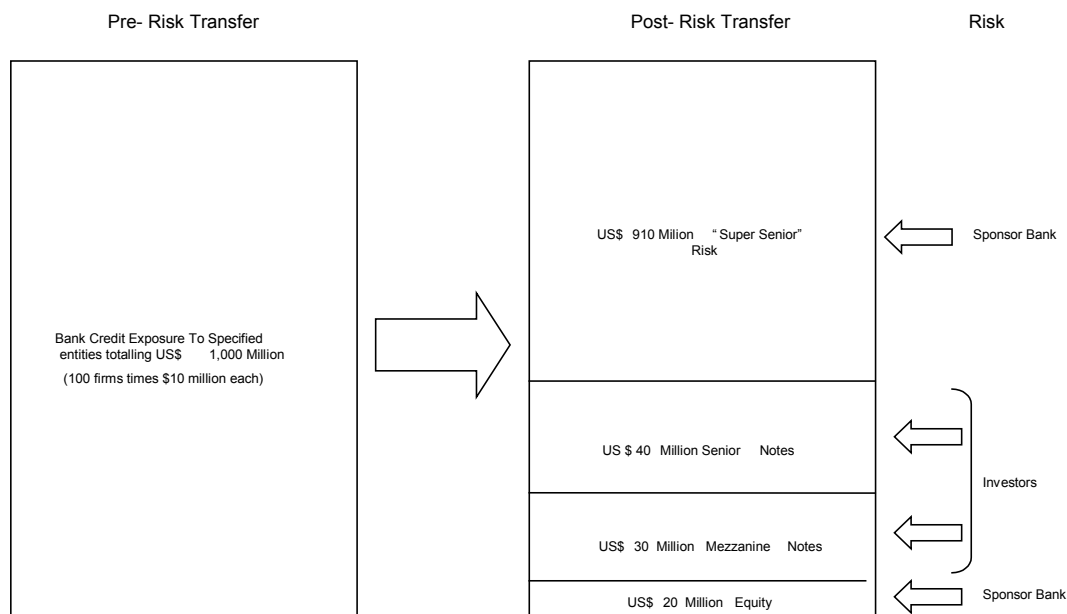 Pre- Risk Transfer
Post- Risk Transfer
Risk
Bank Credit Exposure To Specified
entities totalling US$ 1,000 Million
(100 firms times $10 million each)
US$ 910 Milion “Super Senior”
Risk
Sponsor Bank
US $ 40 Million Senior Notes
Investors
US$ 30 Million Mezzanine Notes
US$ 20 Million Equity
Sponsor Bank